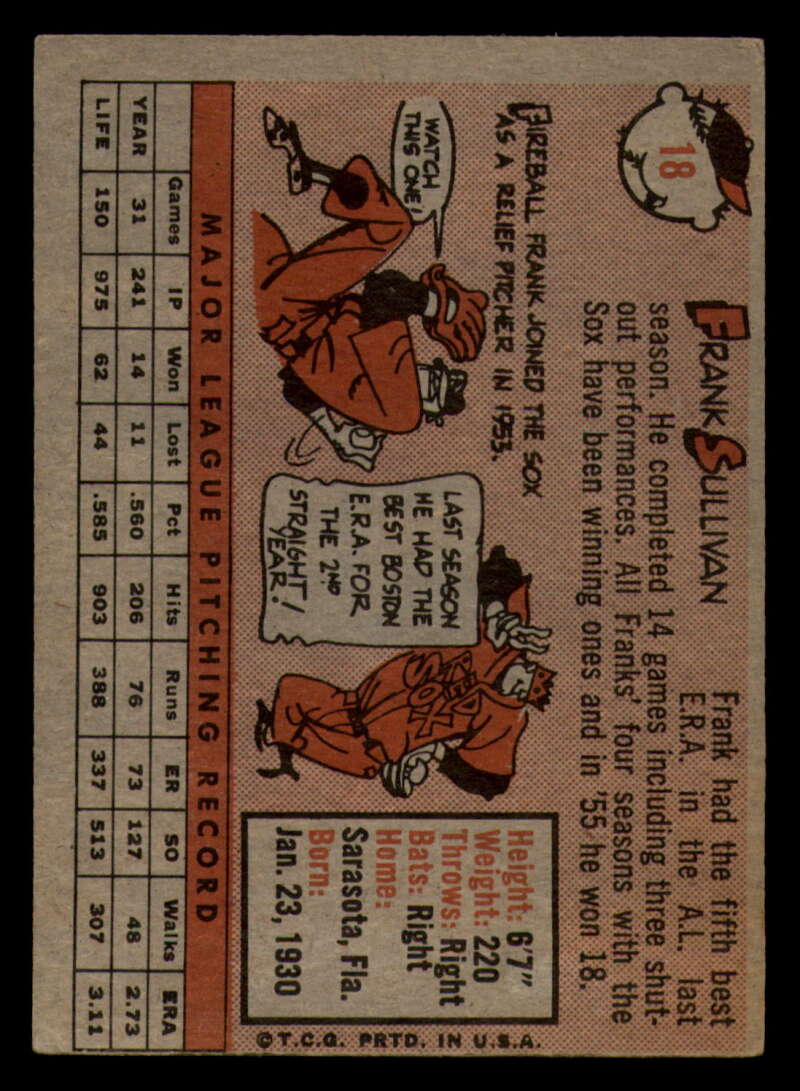 18
FRANK SULLIVAN
Frank had the fifth best
E.R.A. in the A.L. last
season. He completed 14 games including three shut-
out performances. All Franks' four seasons with the
Sox have been winning ones and in '55 he won 18.
FIREBALL FRANK JOINED THE SOX
AS A RELIEF PITCHER IN 1953.
WATCH
THIS ONE!
LAST SEASON
HE HAD THE
BEST BOSTON
E.R.A. FOR
THE 2ND
STRAIGHT
YEAR!
RED
SOX
Height: 6'7"
Weight: 220
Throws: Right
Bats: Right
Home:
Sarasota, Fla.
Born:
Jan. 23, 1930
MAJOR LEAGUE PITCHING RECORD
Games IP Won Lost Pct Hits Runs ER SO Walks ERA
YEAR 31 241 14 11 .560 206 76 73 127 48 2.73
LIFE 150 975 62 44 .585 903 388 337 513 307 3.11
©T.C.G. PRTD. IN U.S.A.